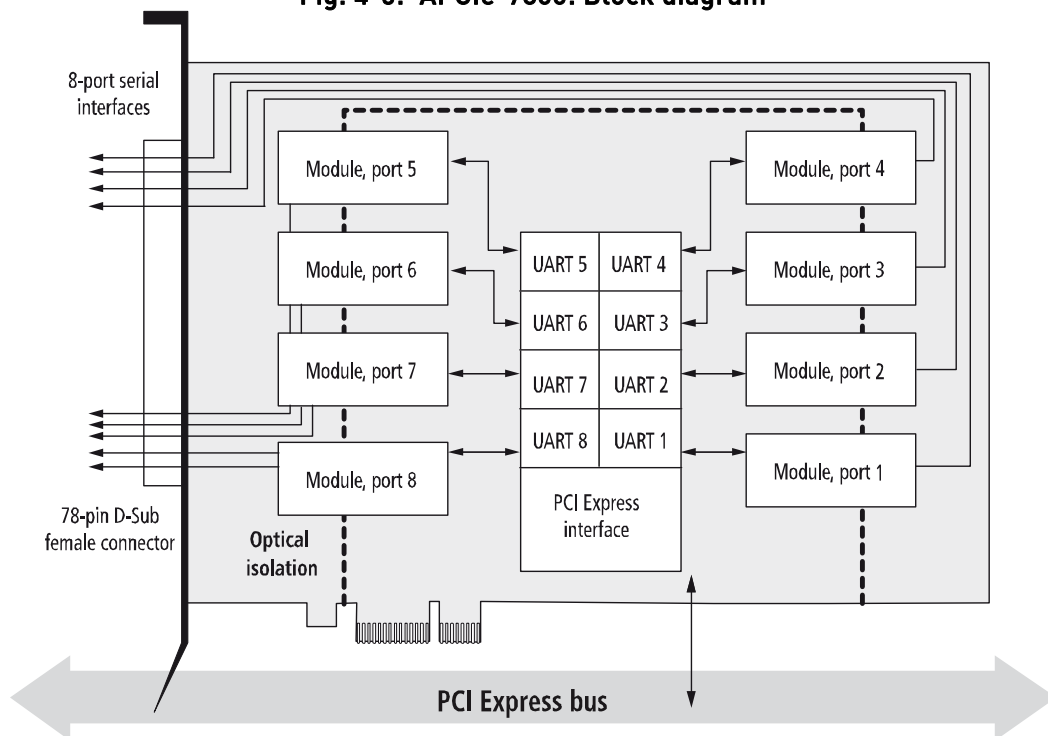 8-port serial
interfaces
Module, port 5
Module, port 4
Module, port 6
Module, port 3
UART 5
UART 4
UART 6
UART 3
Module, port 7
Module, port 2
UART 7
UART 2
UART 8
UART 1
Module, port 8
Module, port 1
PCI Express
interface
78-pin D-Sub
female connector
Optical
isolation
PCI Express bus